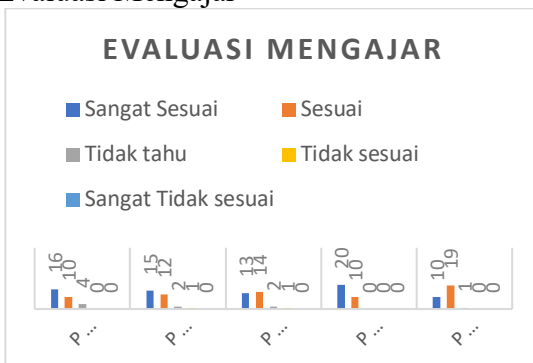 Evaluasi Mengajar
EVALUASI MENGAJAR
Sangat Sesuai Sesuai
Tidak tahu Tidak sesuai
Sangat Tidak sesuai
16 10 4 0 0 15 12 2 1 0 13 14 2 1 0 20 10 0 0 0 10 19 1 0 0
P... P... P... P... P...